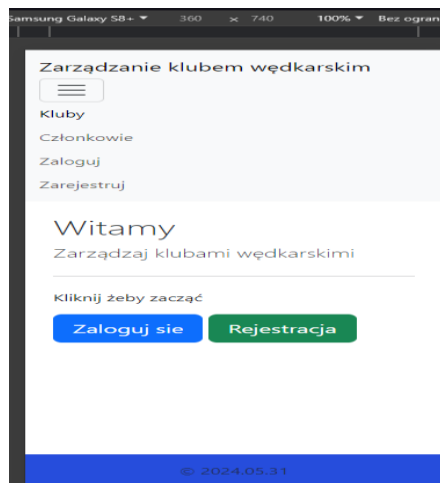 Samsung Galaxy S8+ ▼ 360 × 740 100% ▼ Bez ogran
Zarządzanie klubem wędkarskim
Kluby
Członkowie
Zaloguj
Zarejestruj
Witamy
Zarządzaj klubami wędkarskimi
Kliknij żeby zacząć
Zaloguj sie Rejestracja
© 2024.05.31